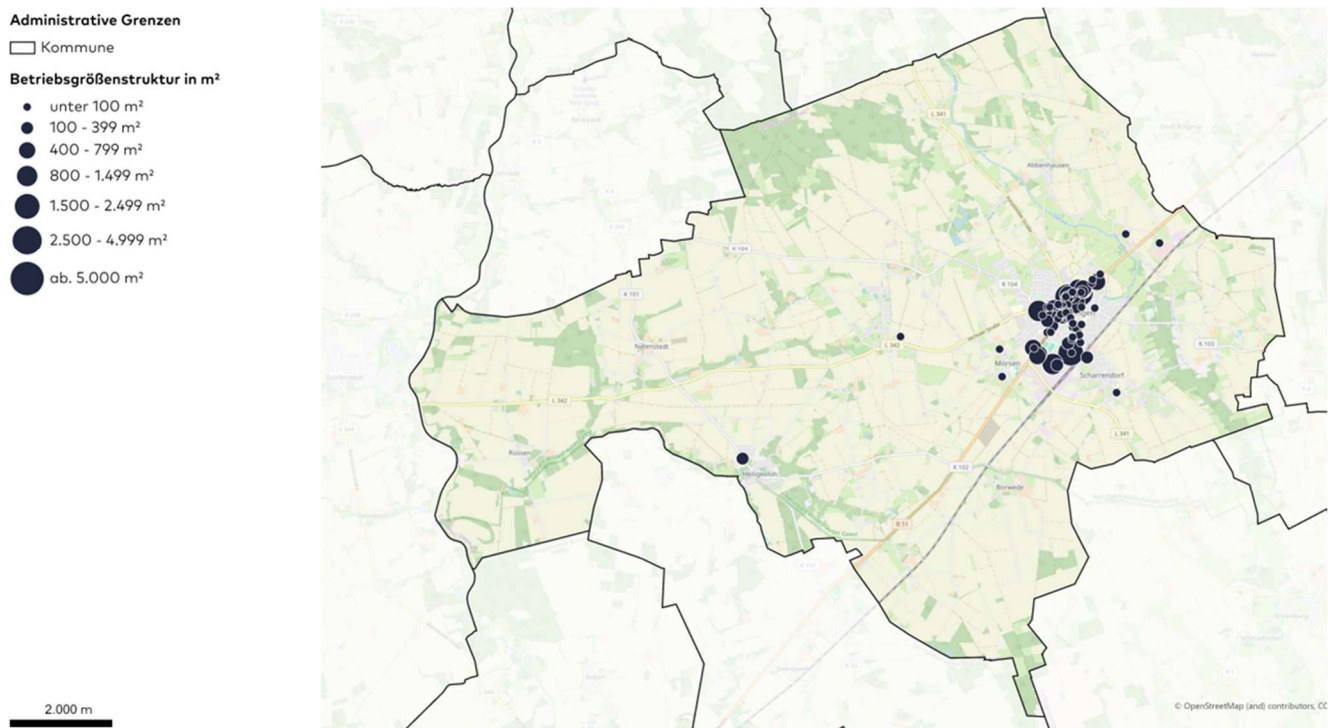 Administrative Grenzen
Kommune
Betriebsgrößenstruktur in m²
unter 100 m²
100 - 399 m²
400 - 799 m²
800 - 1.499 m²
1.500 - 2.499 m²
2.500 - 4.999 m²
ab. 5.000 m²
2.000 m
L 341
Abbenhausen
K 104
K 104
K 101
Natenstedt
L 342
L 342
K 103
Mörsen
Scharrendorf
L 341
Rüssen
Heiligenloh
K 102
Borwede
B 51
© OpenStreetMap (and) contributors, CC